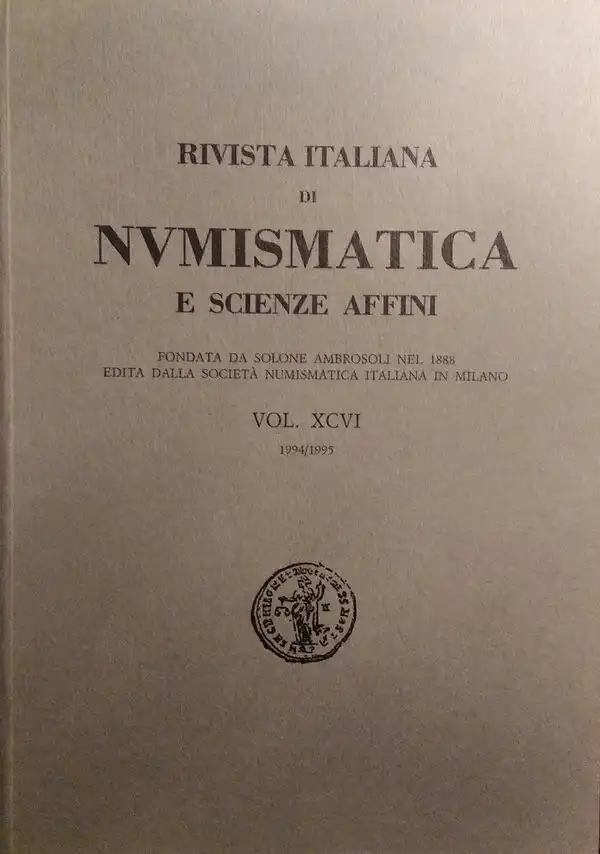 RIVISTA ITALIANA
DI
NVMISMATICA
E SCIENZE AFFINI
FONDATA DA SOLONE AMBROSOLI NEL 1888
EDITA DALLA SOCIETÀ NUMISMATICA ITALIANA IN MILANO
VOL. XCVI
1994/1995